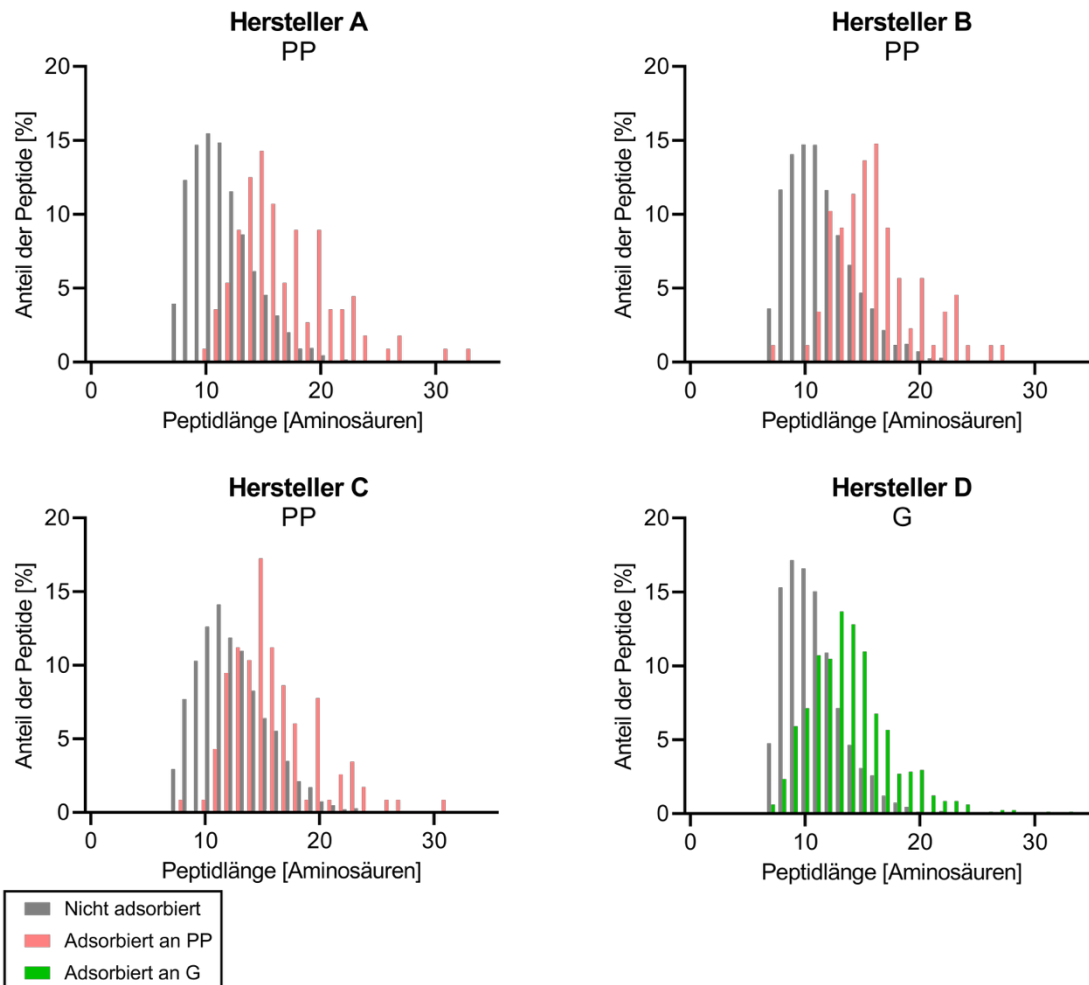 Hersteller A
PP
20
15
10
5
0
Anteil der Peptide [%]
0 10 20 30
Peptidlänge [Aminosäuren]
Hersteller B
PP
20
15
10
5
0
Anteil der Peptide [%]
0 10 20 30
Peptidlänge [Aminosäuren]
Hersteller C
PP
20
15
10
5
0
Anteil der Peptide [%]
0 10 20 30
Peptidlänge [Aminosäuren]
Hersteller D
G
20
15
10
5
0
Anteil der Peptide [%]
0 10 20 30
Peptidlänge [Aminosäuren]
Nicht adsorbiert
Adsorbiert an PP
Adsorbiert an G